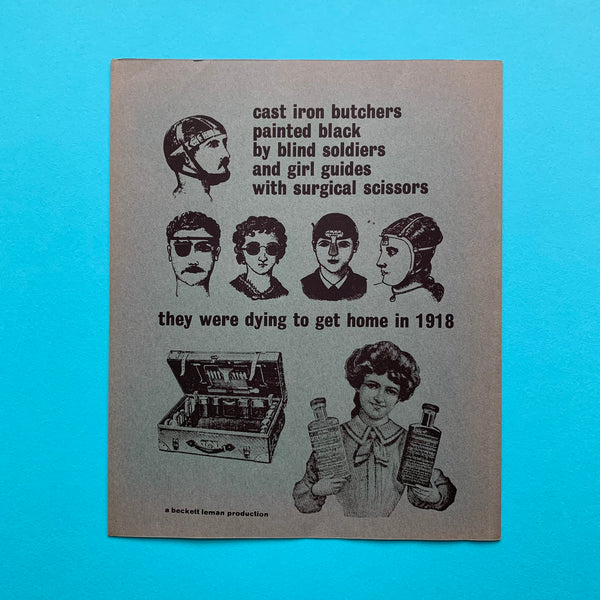 cast iron butchers
painted black
by blind soldiers
and girl guides
with surgical scissors
they were dying to get home in 1918
a beckett leman production